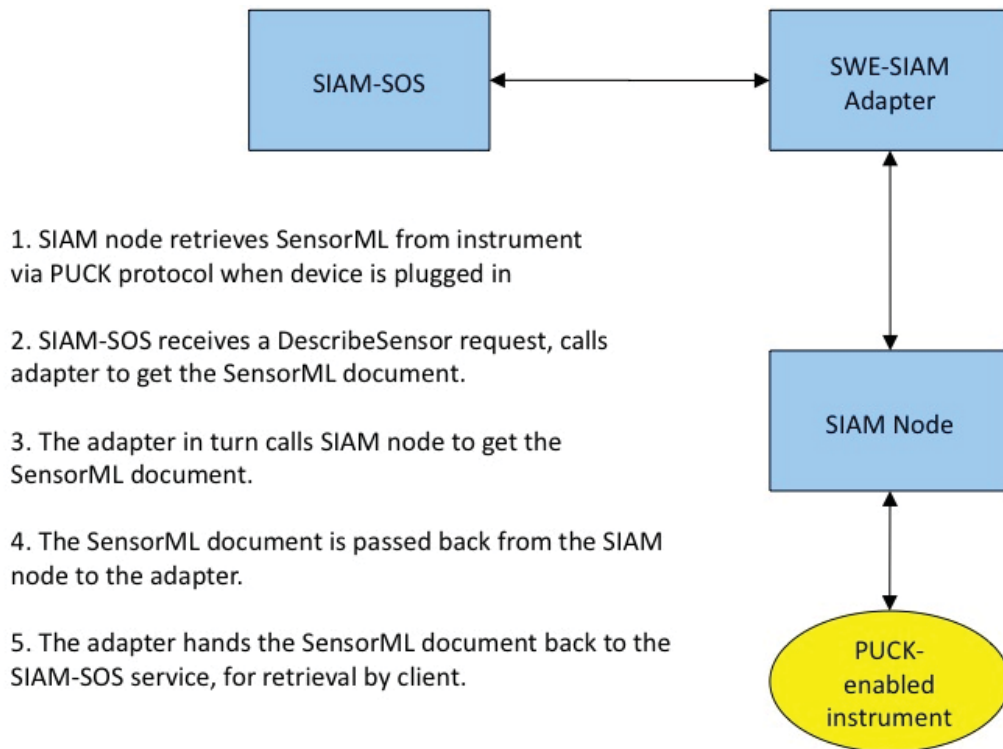 SIAM-SOS
SWE-SIAM
Adapter
1. SIAM node retrieves SensorML from instrument
via PUCK protocol when device is plugged in
2. SIAM-SOS receives a DescribeSensor request, calls
adapter to get the SensorML document.
3. The adapter in turn calls SIAM node to get the
SensorML document.
4. The SensorML document is passed back from the SIAM
node to the adapter.
5. The adapter hands the SensorML document back to the
SIAM-SOS service, for retrieval by client.
SIAM Node
PUCK-
enabled
instrument